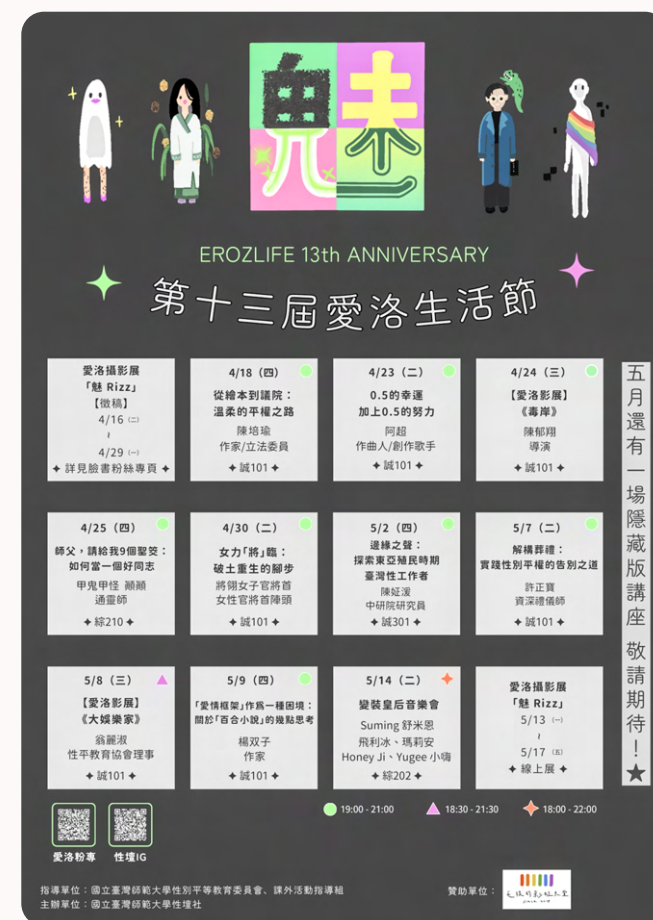 魅
EROZLIFE 13th ANNIVERSARY
第十三屆愛洛生活節
愛洛攝影展
「魅 Rizz」
【徵稿】
4/16 (二)
~
4/29 (一)
✦ 詳見臉書粉絲專頁 ✦
4/18（四）
從繪本到議院：
溫柔的平權之路
陳培瑜
作家/立法委員
✦ 誠101 ✦
4/23（二）
0.5的幸運
加上0.5的努力
阿超
作曲人/創作歌手
✦ 誠101 ✦
4/24（三）
【愛洛影展】
《毒岸》
陳郁翔
導演
✦ 誠101 ✦
4/25（四）
師父，請給我9個聖筊：
如何當一個好同志
甲鬼甲怪 顯顯
通靈師
✦ 綜210 ✦
4/30（二）
女力「將」臨：
破土重生的腳步
將翎女子官將首
女性官將首陣頭
✦ 誠101 ✦
5/2（四）
邊緣之聲：
探索東亞殖民時期
臺灣性工作者
陳姃湲
中研院研究員
✦ 誠301 ✦
5/7（二）
解構葬禮：
實踐性別平權的告別之道
許正寶
資深禮儀師
✦ 誠101 ✦
5/8（三）
【愛洛影展】
《大娛樂家》
翁麗淑
性平教育協會理事
✦ 誠101 ✦
5/9（四）
「愛情框架」作為一種困境：
關於「百合小說」的幾點思考
楊双子
作家
✦ 誠101 ✦
5/14（二）
變裝皇后音樂會
Suming 舒米恩
飛利冰、瑪莉安
Honey Ji、Yugee 小嗨
✦ 綜202 ✦
愛洛攝影展
「魅 Rizz」
5/13 (一)
~
5/17 (五)
✦ 線上展 ✦
五月還有一場隱藏版講座 敬請期待！★
19:00 - 21:00
18:30 - 21:30
18:00 - 22:00
愛洛粉專
性壇IG
指導單位：國立臺灣師範大學性別平等教育委員會、課外活動指導組
主辦單位：國立臺灣師範大學性壇社
贊助單位：